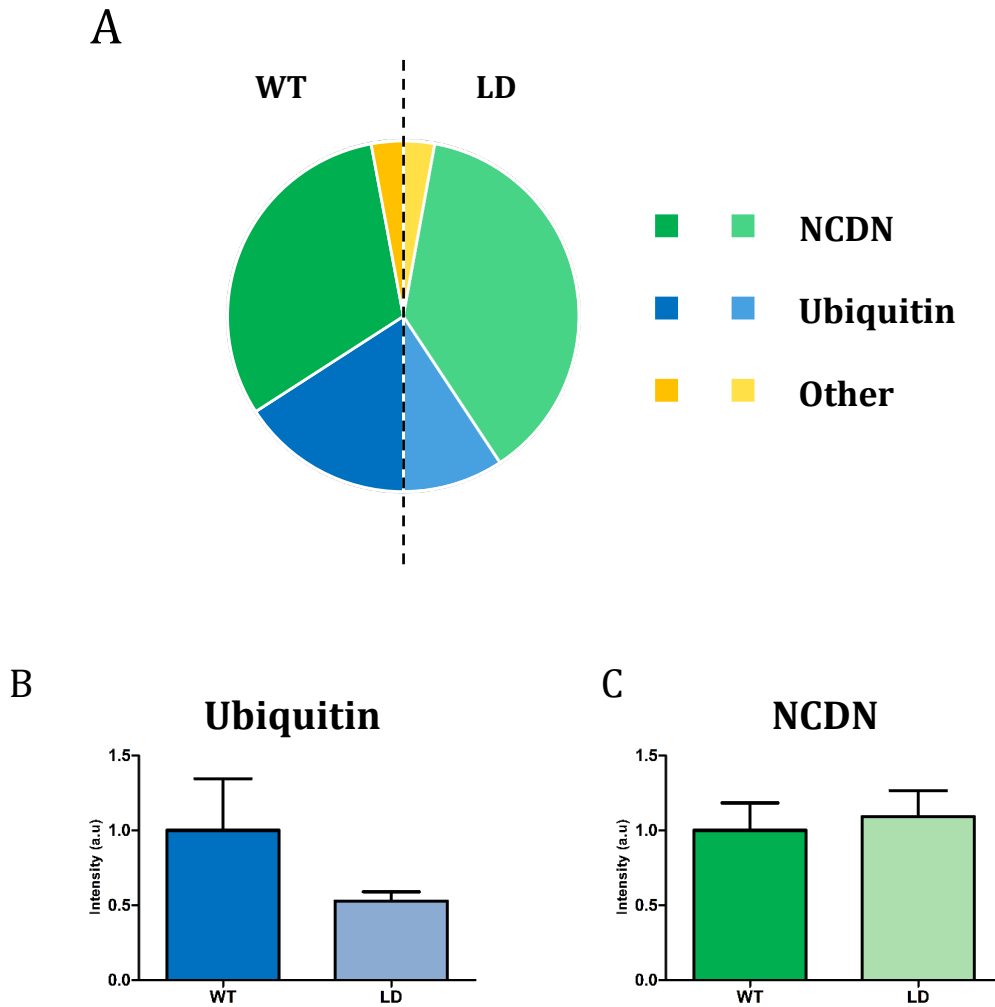 A
WT LD
NCDN
Ubiquitin
Other
B
Ubiquitin
Intensity (a.u)
1.5
1.0
0.5
0.0
WT LD
C
NCDN
Intensity (a.u)
1.5
1.0
0.5
0.0
WT LD